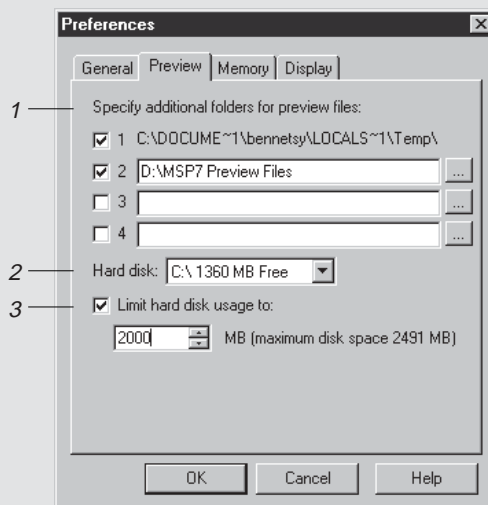 Preferences
General Preview Memory Display
1 Specify additional folders for preview files:
1 C:\DOCUME~1\bennetsy\LOCALS~1\Temp\
2 D:\MSP7 Preview Files ...
3 ...
4 ...
2 Hard disk: C:\ 1360 MB Free
3 Limit hard disk usage to:
2000 MB (maximum disk space 2491 MB)
OK Cancel Help